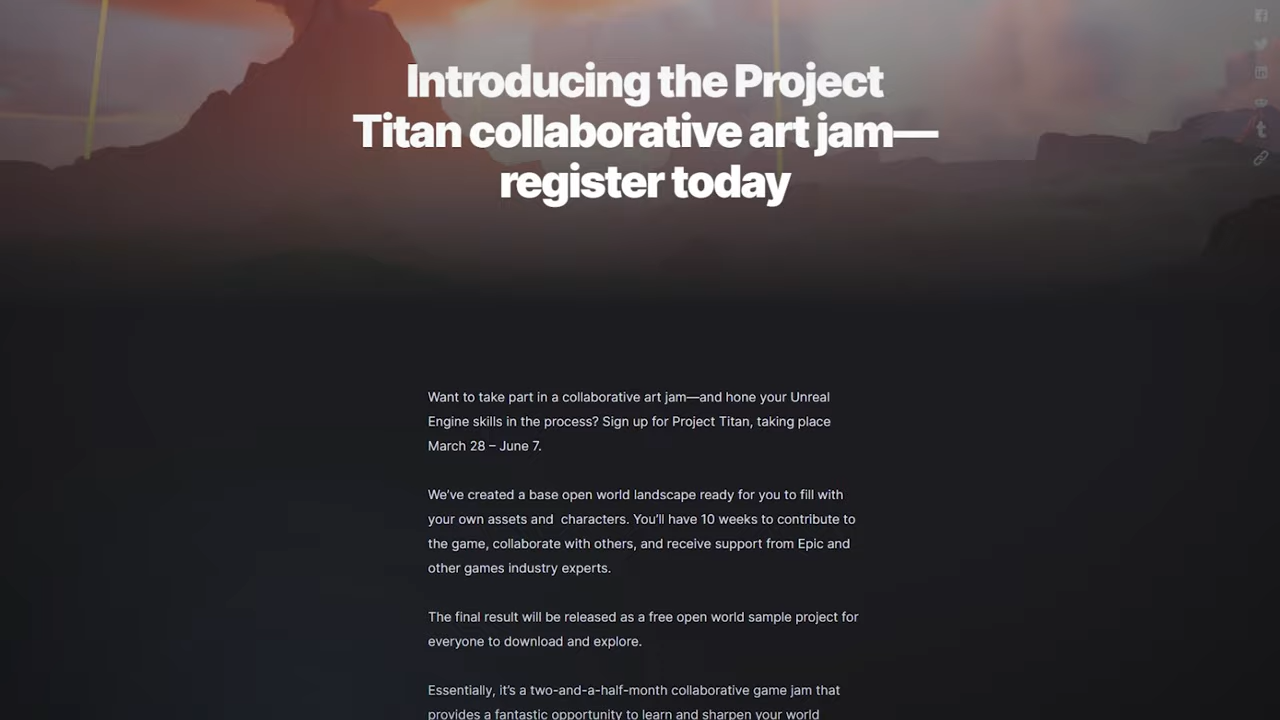 Introducing the Project
Titan collaborative art jam—
register today
Want to take part in a collaborative art jam—and hone your Unreal
Engine skills in the process? Sign up for Project Titan, taking place
March 28 – June 7.
We’ve created a base open world landscape ready for you to fill with
your own assets and  characters. You’ll have 10 weeks to contribute to
the game, collaborate with others, and receive support from Epic and
other games industry experts.
The final result will be released as a free open world sample project for
everyone to download and explore.
Essentially, it’s a two-and-a-half-month collaborative game jam that
provides a fantastic opportunity to learn and sharpen your world